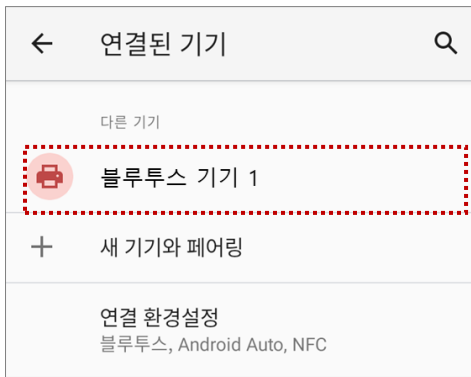 연결된 기기
다른 기기
블루투스 기기 1
새 기기와 페어링
연결 환경설정
블루투스, Android Auto, NFC